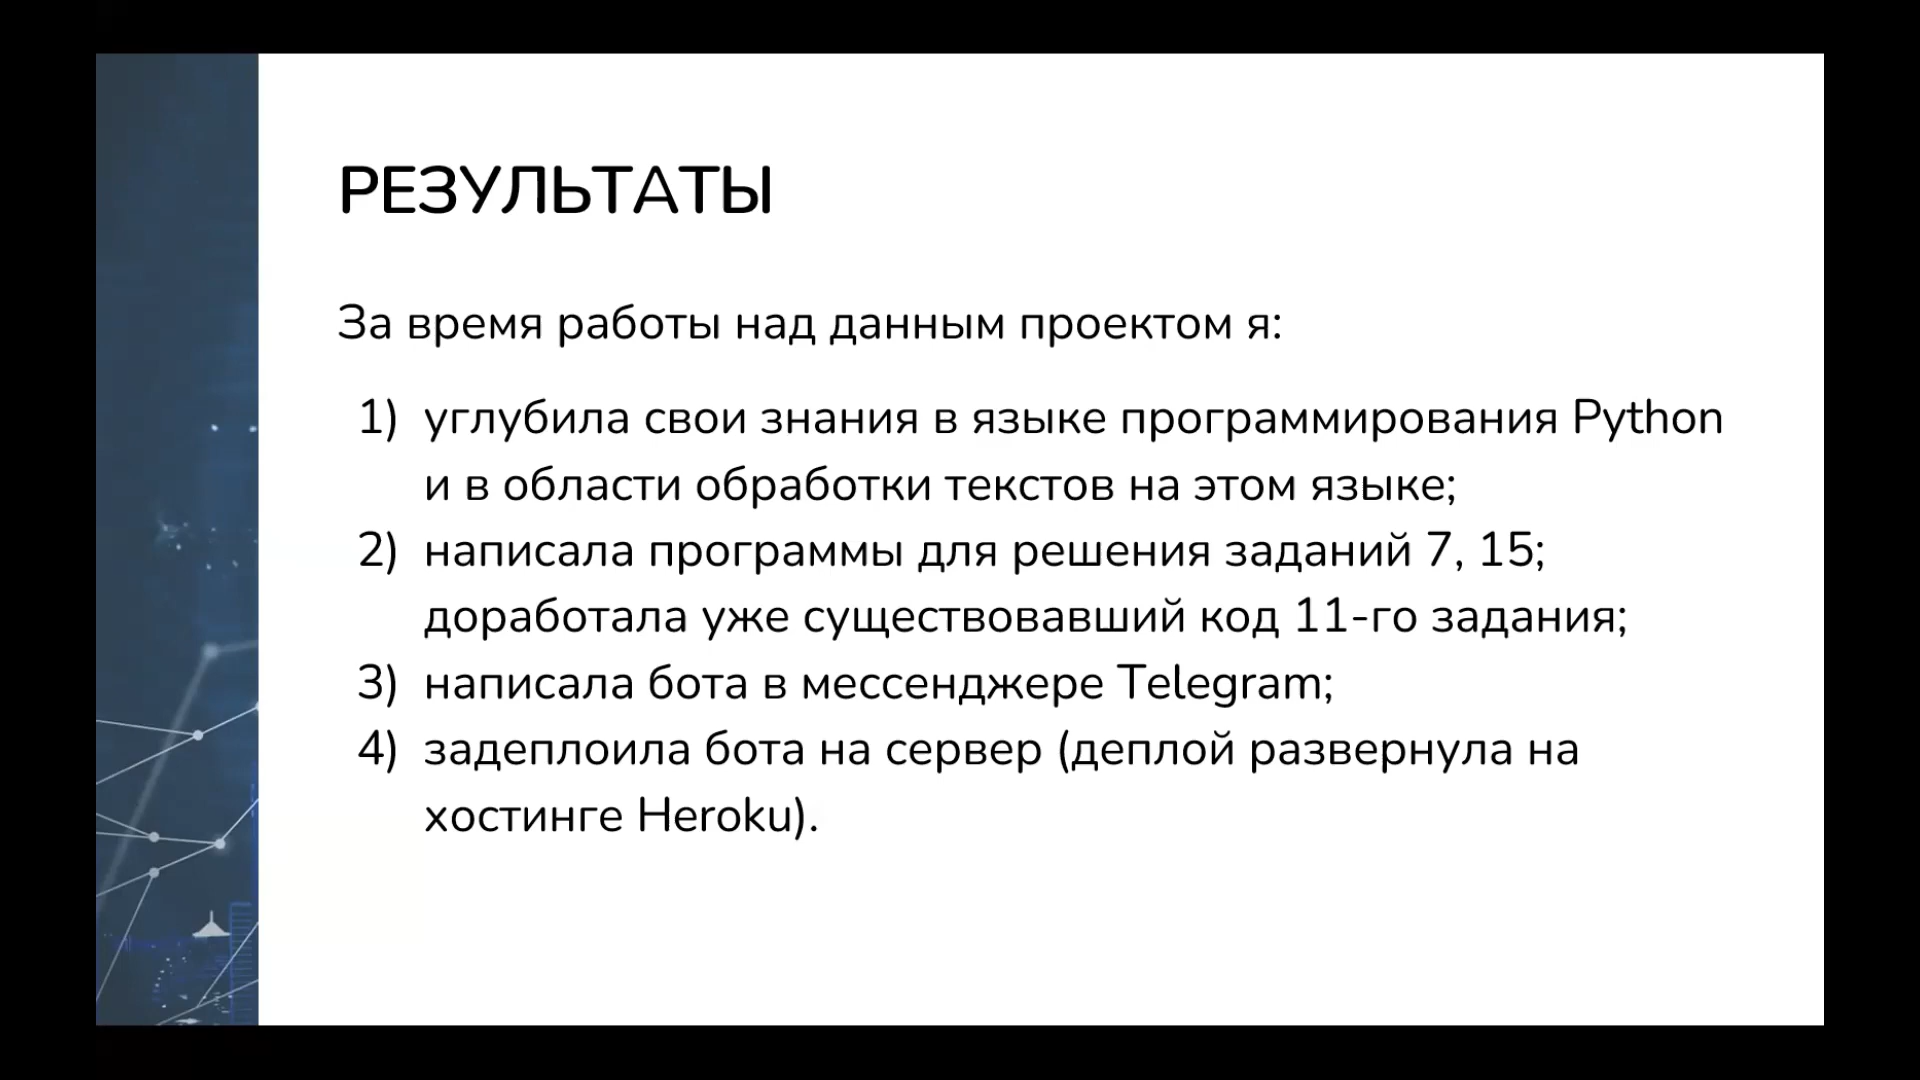 РЕЗУЛЬТАТЫ
За время работы над данным проектом я:
1) углубила свои знания в языке программирования Python
и в области обработки текстов на этом языке;
2) написала программы для решения заданий 7, 15;
доработала уже существовавший код 11-го задания;
3) написала бота в мессенджере Telegram;
4) задеплоила бота на сервер (деплой развернула на
хостинге Heroku).